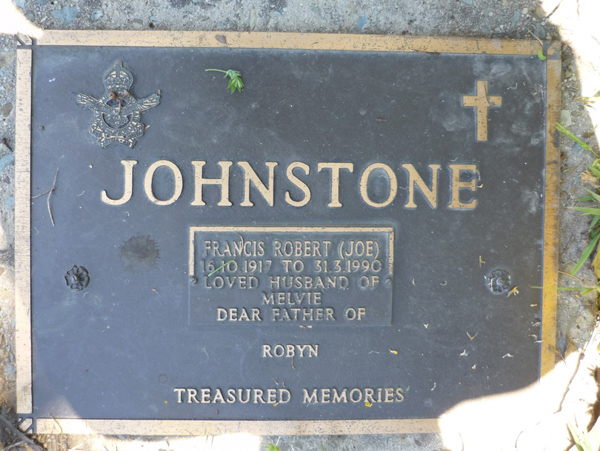 JOHNSTONE
FRANCIS ROBERT (JOE)
16.10.1917 TO 31.3.1990
LOVED HUSBAND OF
MELVIE
DEAR FATHER OF
ROBYN
TREASURED MEMORIES